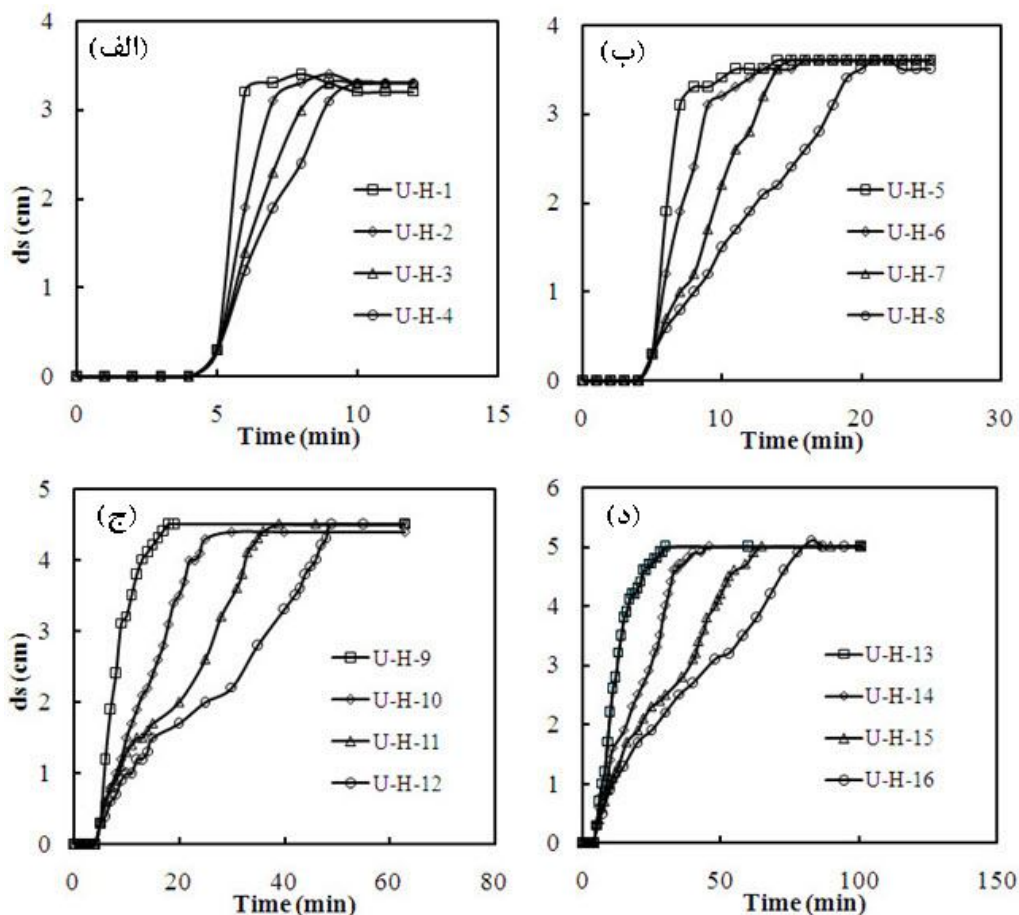 (الف)
4
3
2
1
0
ds (cm)
0 5 10 15
Time (min)
U-H-1
U-H-2
U-H-3
U-H-4
(ب)
4
3
2
1
0
0 10 20 30
Time (min)
U-H-5
U-H-6
U-H-7
U-H-8
(ج)
5
4
3
2
1
0
ds (cm)
0 20 40 60 80
Time (min)
U-H-9
U-H-10
U-H-11
U-H-12
(د)
6
5
4
3
2
1
0
0 50 100 150
Time (min)
U-H-13
U-H-14
U-H-15
U-H-16